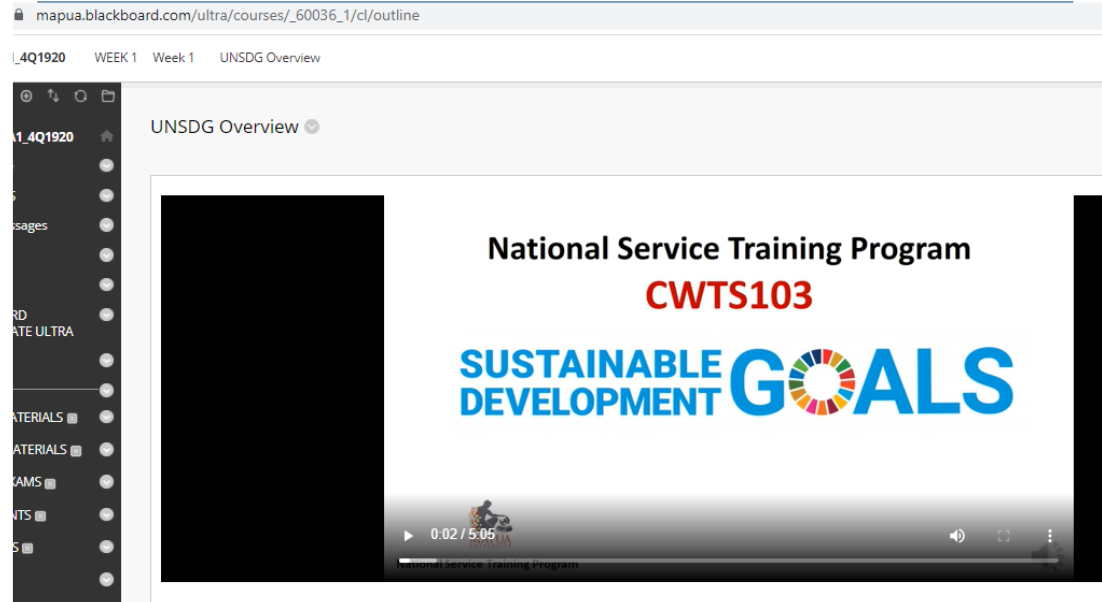 mapua.blackboard.com/ultra/courses/_60036_1/cl/outline
_4Q1920 WEEK 1 Week 1 UNSDG Overview
A1_4Q1920
UNSDG Overview
ssages
RD
ATE ULTRA
ATERIALS
ATERIALS
AMS
NTS
S
National Service Training Program
CWTS103
SUSTAINABLE
DEVELOPMENT GOALS
0:02 / 5:05
MAPUA
National Service Training Program